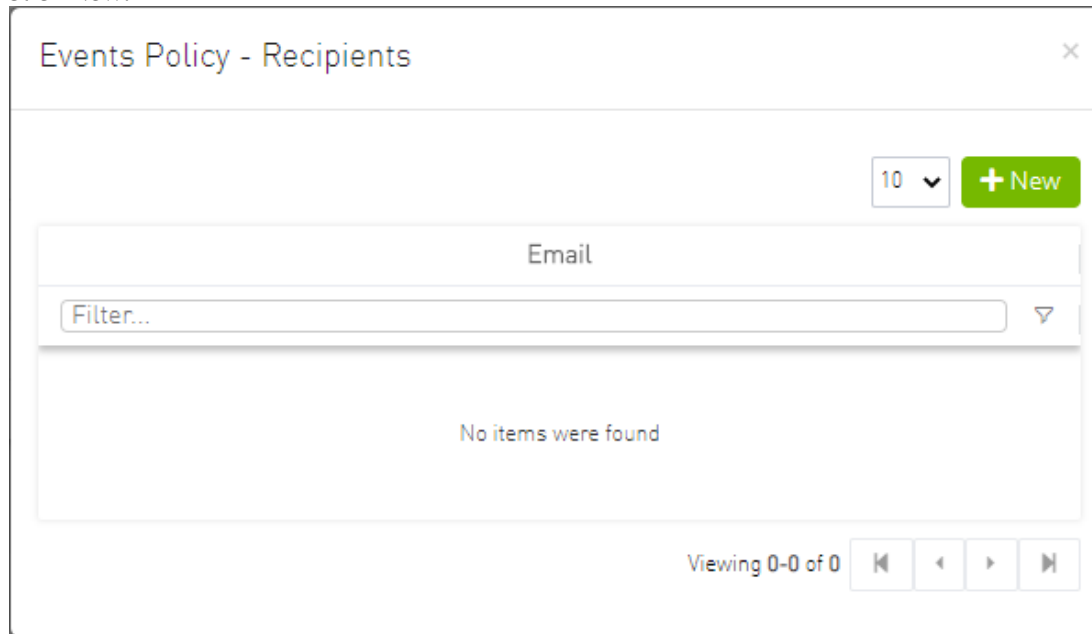 Events Policy - Recipients
10
New
Email
Filter...
No items were found
Viewing 0-0 of 0